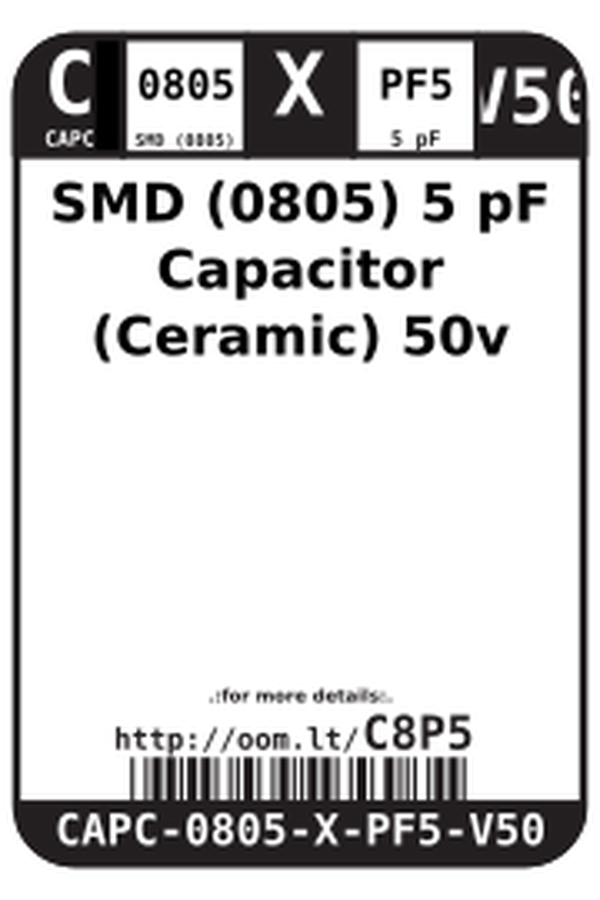 C 0805 X PF5 V50
CAPC SMD (0805) 5 pF
SMD (0805) 5 pF
Capacitor
(Ceramic) 50v
.:for more details:.
http://oom.lt/C8P5
CAPC-0805-X-PF5-V50